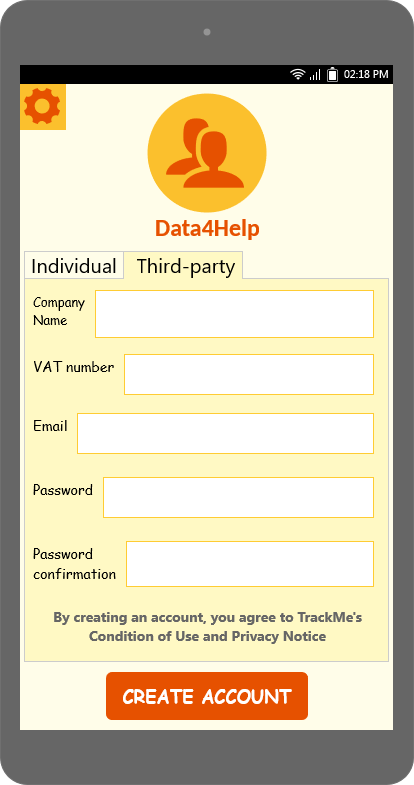 02:18 PM
Data4Help
Individual Third-party
Company
Name
VAT number
Email
Password
Password
confirmation
By creating an account, you agree to TrackMe's
Condition of Use and Privacy Notice
CREATE ACCOUNT